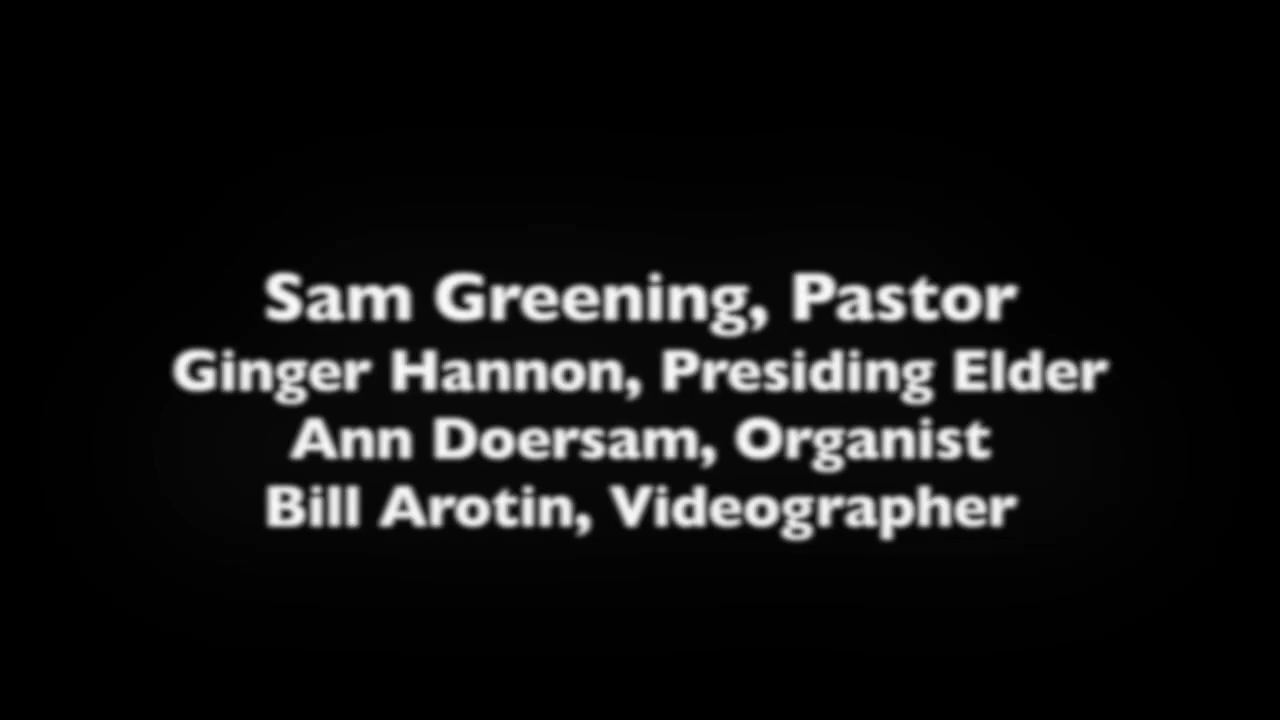 Sam Greening, Pastor
Ginger Hannon, Presiding Elder
Ann Doersam, Organist
Bill Arotin, Videographer